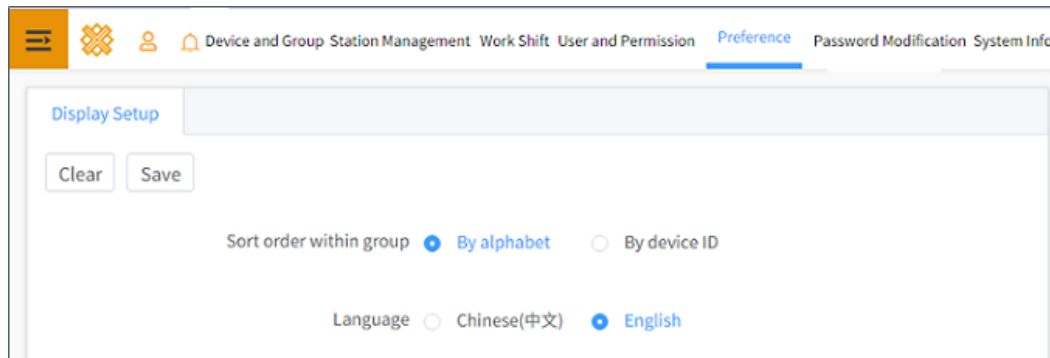 Device and Group Station Management Work Shift User and Permission Preference Password Modification System Info
Display Setup
Clear Save
Sort order within group By alphabet By device ID
Language Chinese(中文) English